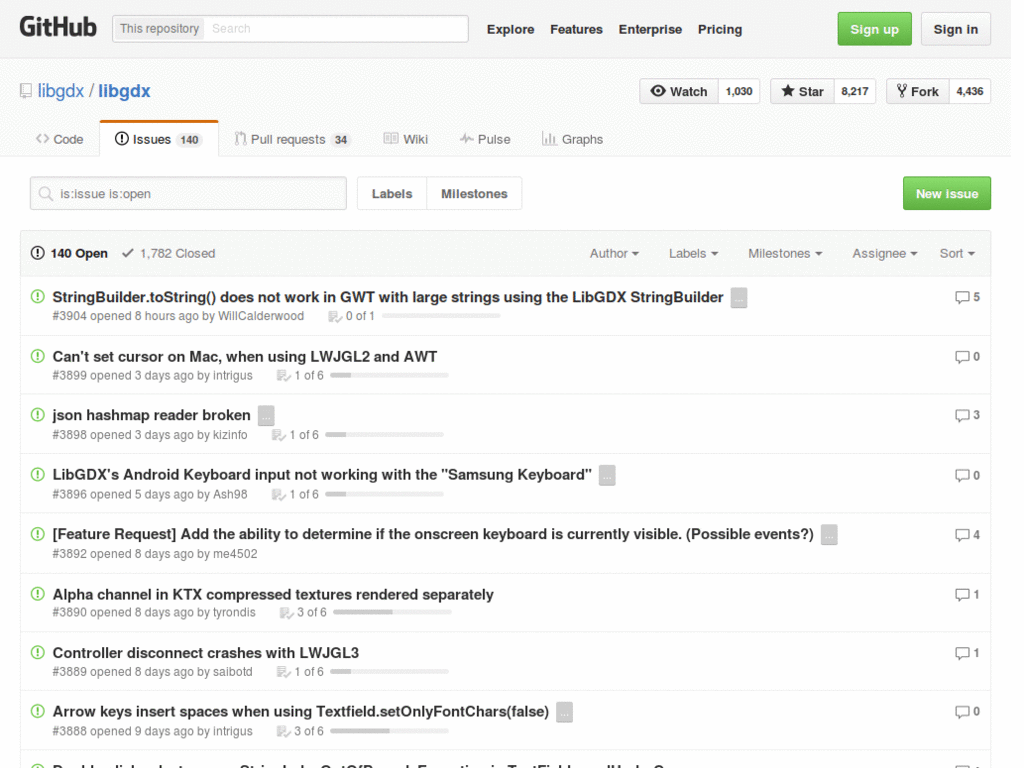 GitHub This repository Search Explore Features Enterprise Pricing Sign up Sign in
libgdx / libgdx Watch 1,030 Star 8,217 Fork 4,436
Code Issues 140 Pull requests 34 Wiki Pulse Graphs
is:issue is:open Labels Milestones New issue
140 Open 1,782 Closed Author Labels Milestones Assignee Sort
StringBuilder.toString() does not work in GWT with large strings using the LibGDX StringBuilder ... 5
#3904 opened 8 hours ago by WillCalderwood 0 of 1
Can't set cursor on Mac, when using LWJGL2 and AWT 0
#3899 opened 3 days ago by intrigus 1 of 6
json hashmap reader broken ... 3
#3898 opened 3 days ago by kizinfo 1 of 6
LibGDX's Android Keyboard input not working with the "Samsung Keyboard" ... 0
#3896 opened 5 days ago by Ash98 1 of 6
[Feature Request] Add the ability to determine if the onscreen keyboard is currently visible. (Possible events?) ... 4
#3892 opened 8 days ago by me4502
Alpha channel in KTX compressed textures rendered separately 1
#3890 opened 8 days ago by tyrondis 3 of 6
Controller disconnect crashes with LWJGL3 1
#3889 opened 8 days ago by saibotd 1 of 6
Arrow keys insert spaces when using Textfield.setOnlyFontChars(false) ... 0
#3888 opened 9 days ago by intrigus 3 of 6